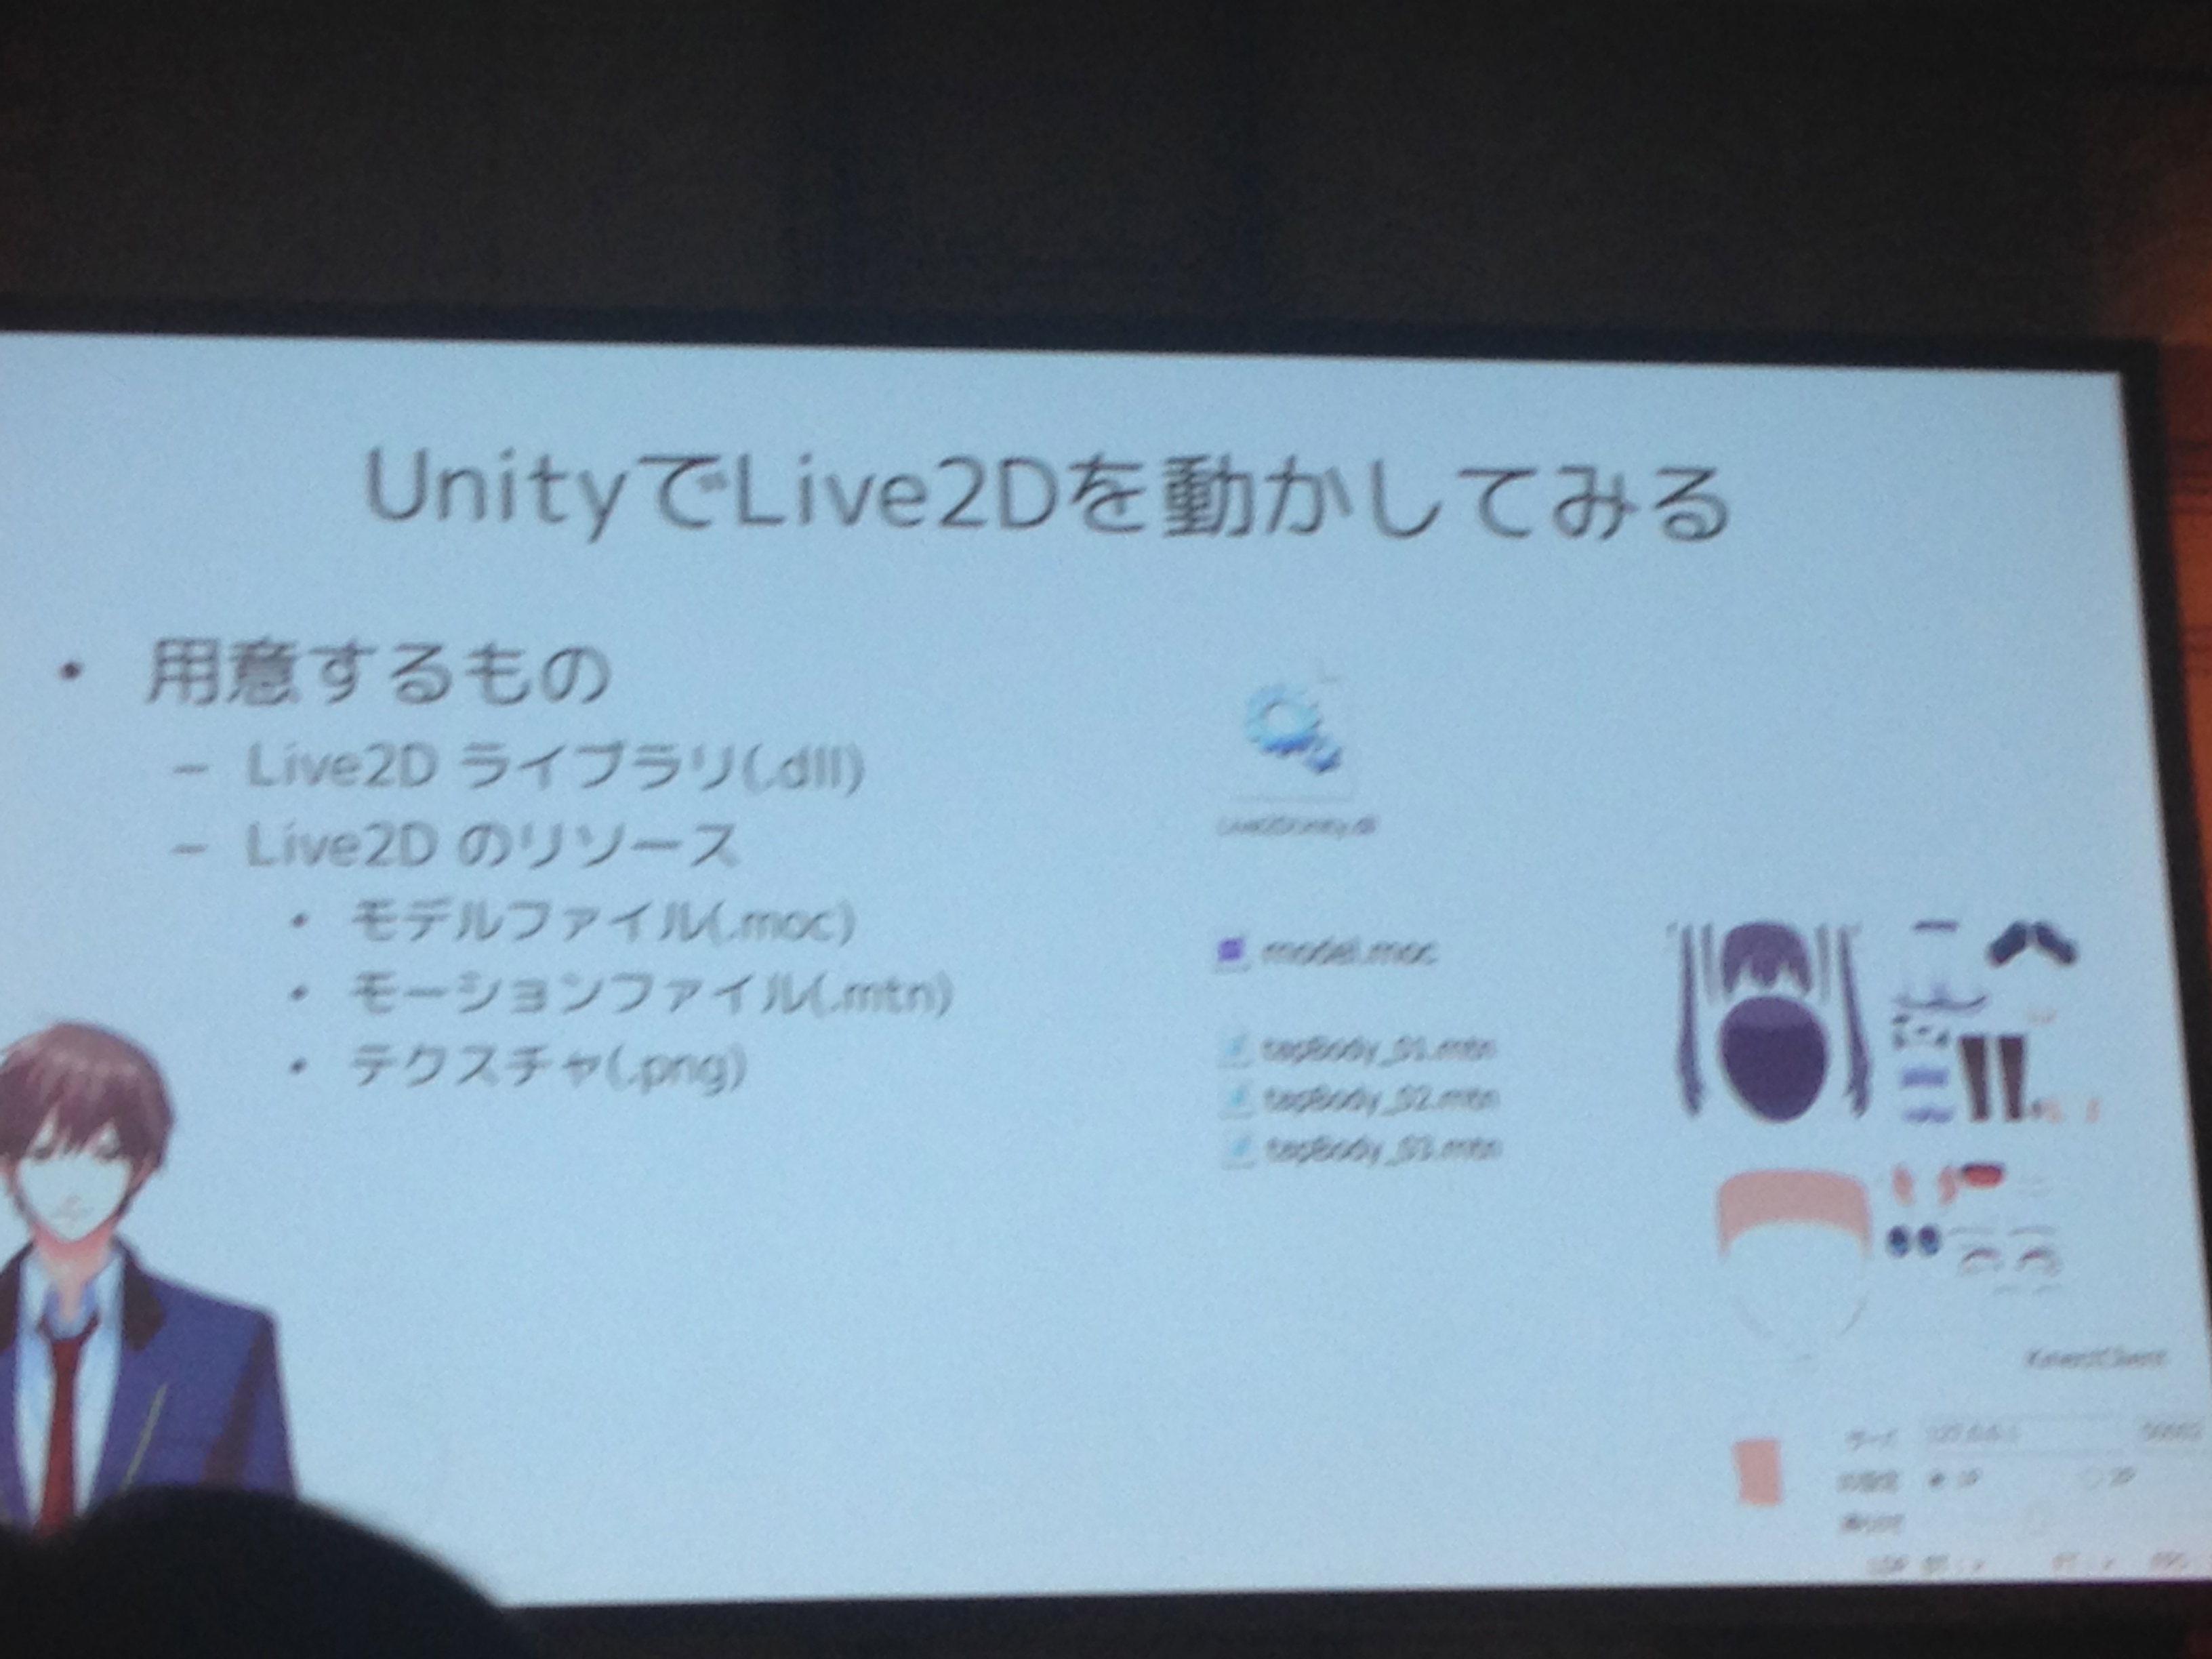 UnityでLive2Dを動かしてみる
• 用意するもの
– Live2D ライブラリ(.dll)
– Live2D のリソース
• モデルファイル(.moc)
• モーションファイル(.mtn)
• テクスチャ(.png)
model.moc
tapBody_01.mtn
tapBody_02.mtn
tapBody_03.mtn